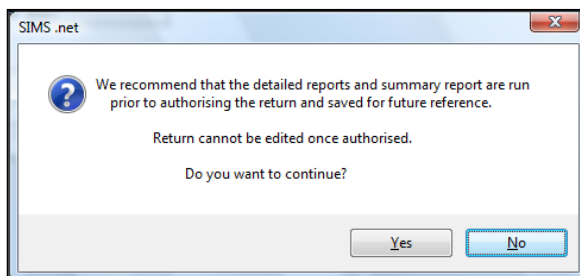 SIMS .net
We recommend that the detailed reports and summary report are run
prior to authorising the return and saved for future reference.
Return cannot be edited once authorised.
Do you want to continue?
Yes No